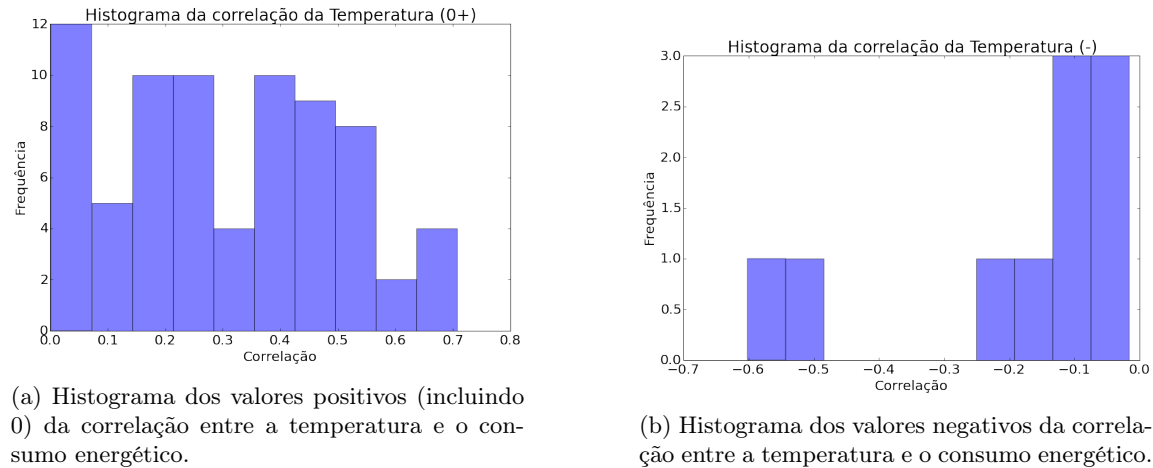 Histograma da correlação da Temperatura (0+)
12
10
8
6
4
2
0
Frequência
0.0 0.1 0.2 0.3 0.4 0.5 0.6 0.7 0.8
Correlação
(a) Histograma dos valores positivos (incluindo
0) da correlação entre a temperatura e o con-
sumo energético.
Histograma da correlação da Temperatura (-)
3.0
2.5
2.0
1.5
1.0
0.5
0.0
Frequência
−0.7 −0.6 −0.5 −0.4 −0.3 −0.2 −0.1 0.0
Correlação
(b) Histograma dos valores negativos da correla-
ção entre a temperatura e o consumo energético.